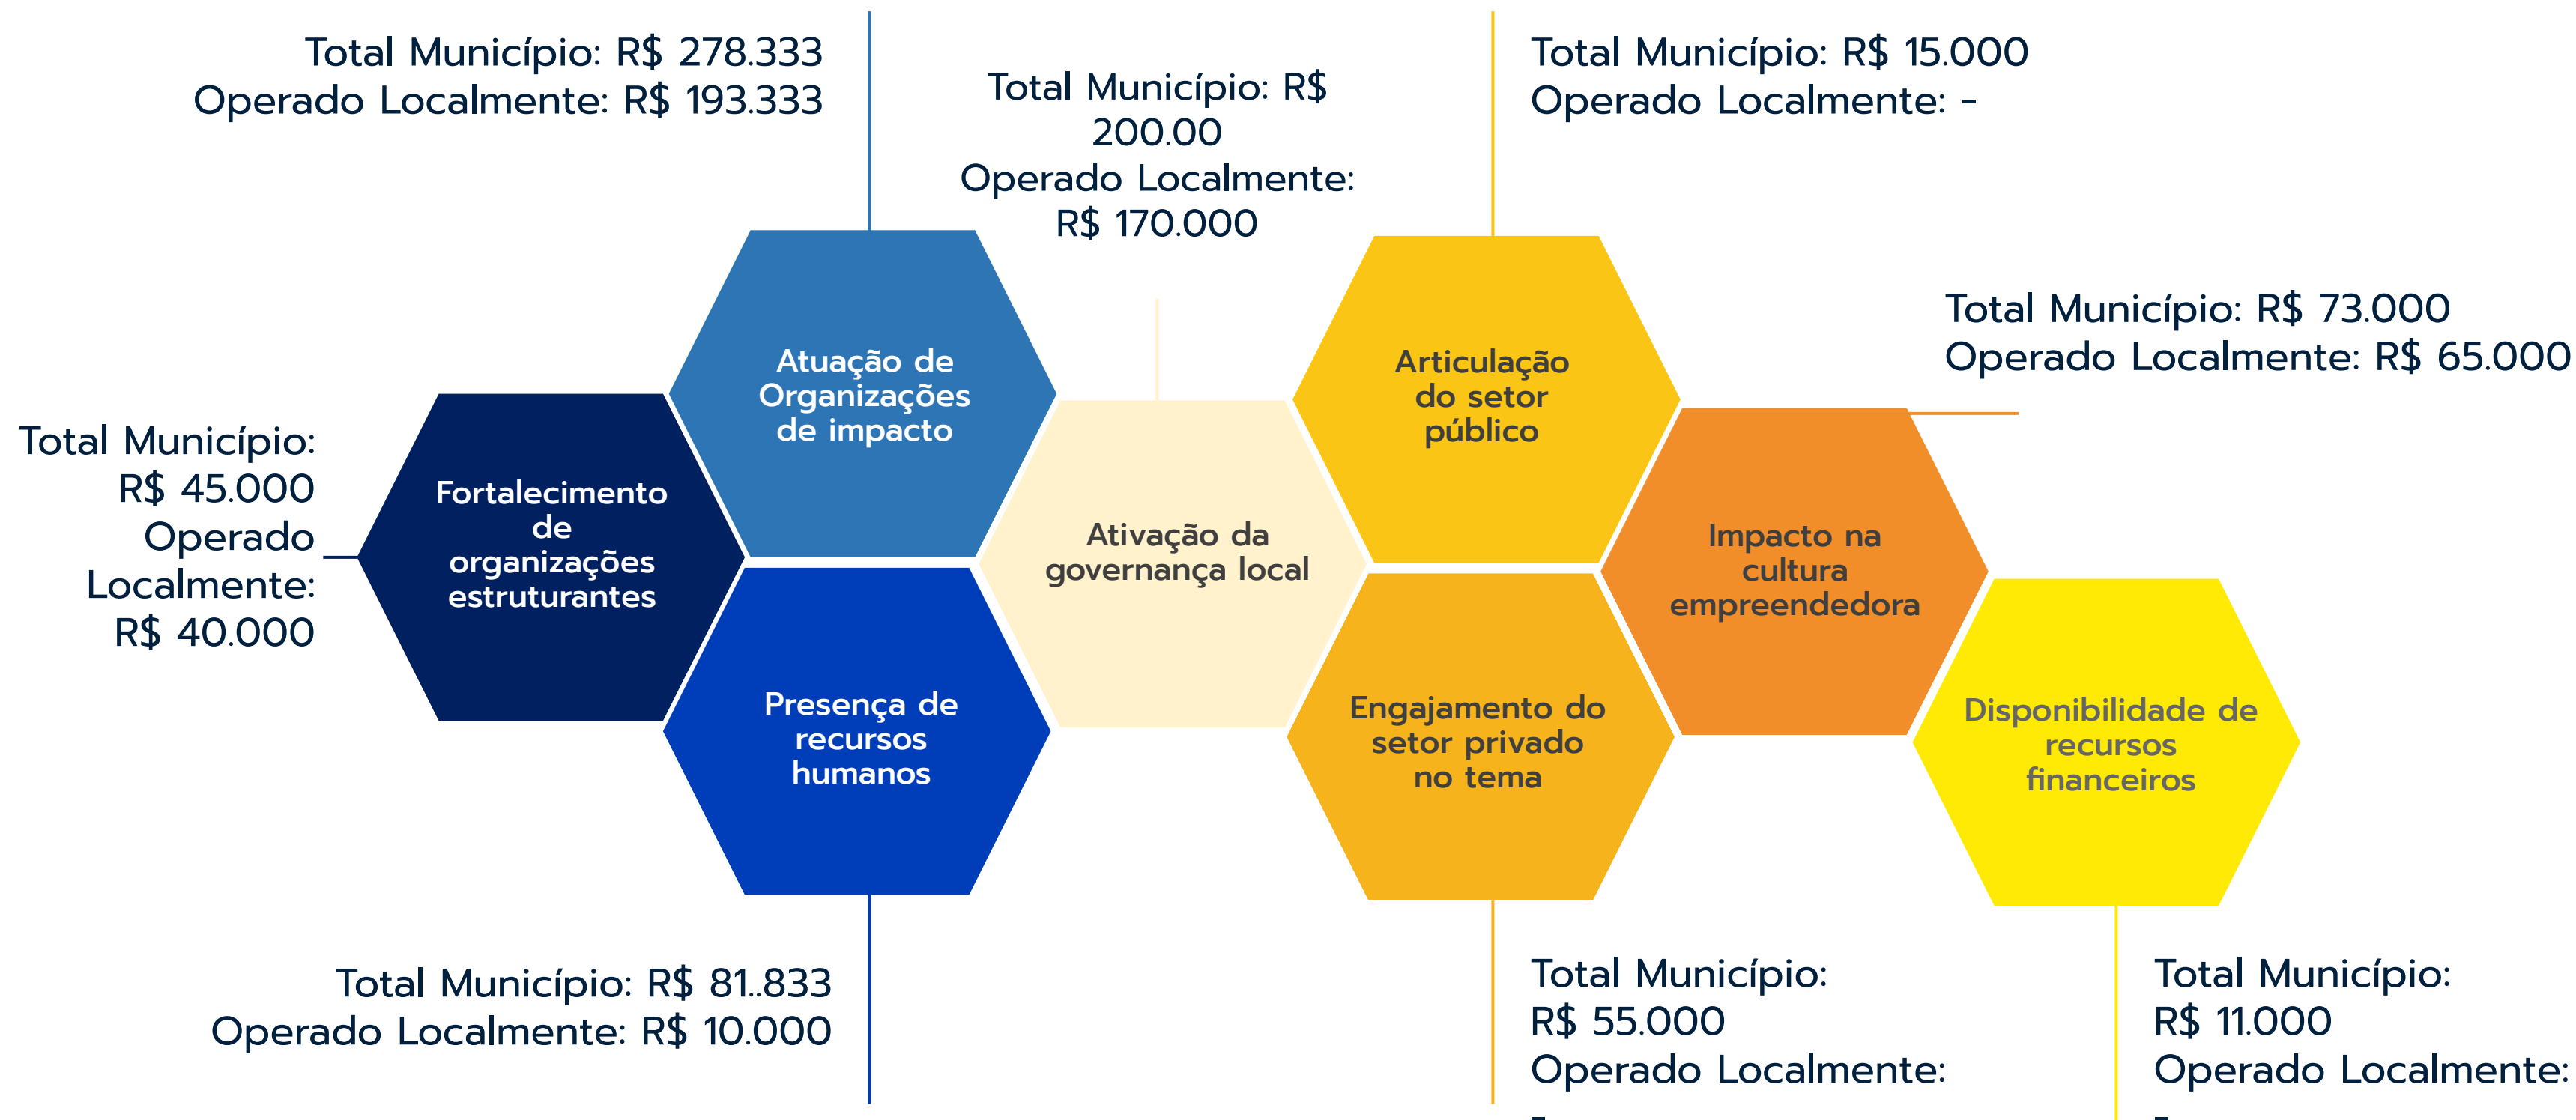 Total Município: R$ 278.333
Operado Localmente: R$ 193.333
Total Município: R$
200.00
Operado Localmente:
R$ 170.000
Total Município: R$ 15.000
Operado Localmente: -
Total Município: R$ 73.000
Operado Localmente: R$ 65.000
Total Município:
R$ 45.000
Operado
Localmente:
R$ 40.000
Fortalecimento
de
organizações
estruturantes
Atuação de
Organizações
de impacto
Presença de
recursos
humanos
Ativação da
governança local
Articulação
do setor
público
Engajamento do
setor privado
no tema
Impacto na
cultura
empreendedora
Disponibilidade de
recursos
financeiros
Total Município: R$ 81..833
Operado Localmente: R$ 10.000
Total Município:
R$ 55.000
Operado Localmente:
-
Total Município:
R$ 11.000
Operado Localmente:
-